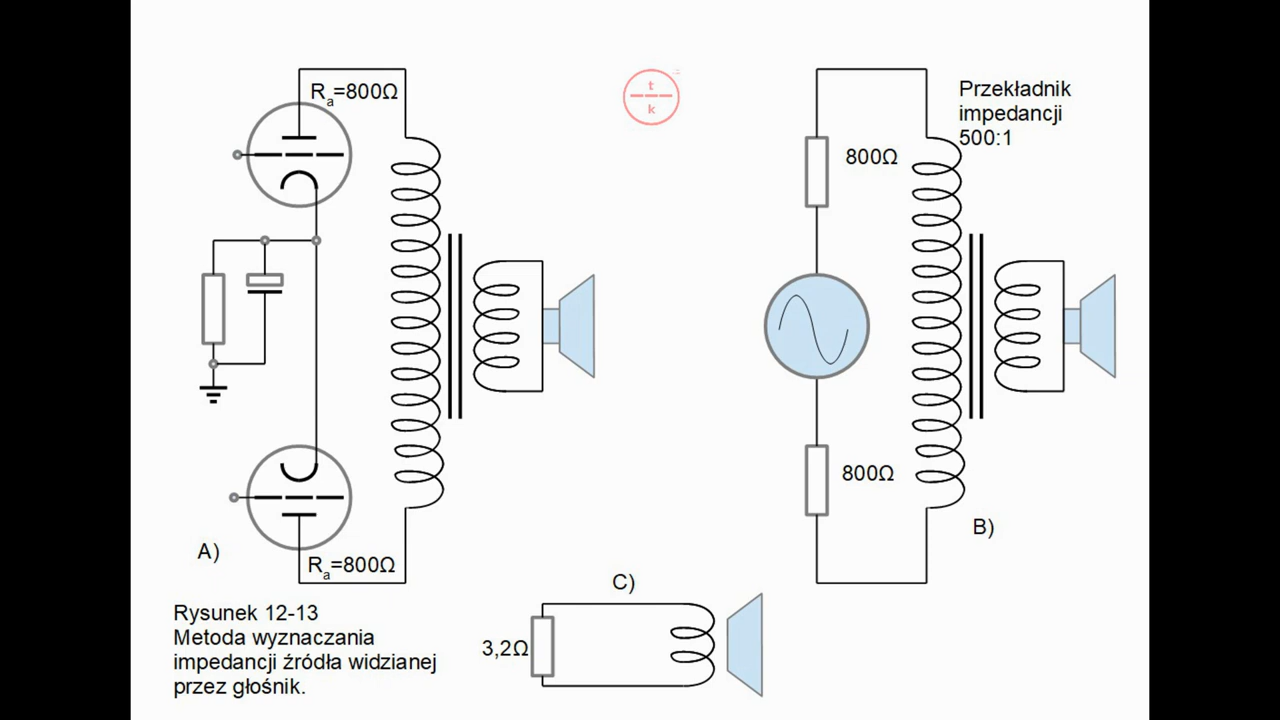 Rₐ=800Ω
t
k
Przekładnik
impedancji
500:1
800Ω
800Ω
A)
Rₐ=800Ω
B)
C)
3,2Ω
Rysunek 12-13
Metoda wyznaczania
impedancji źródła widzianej
przez głośnik.